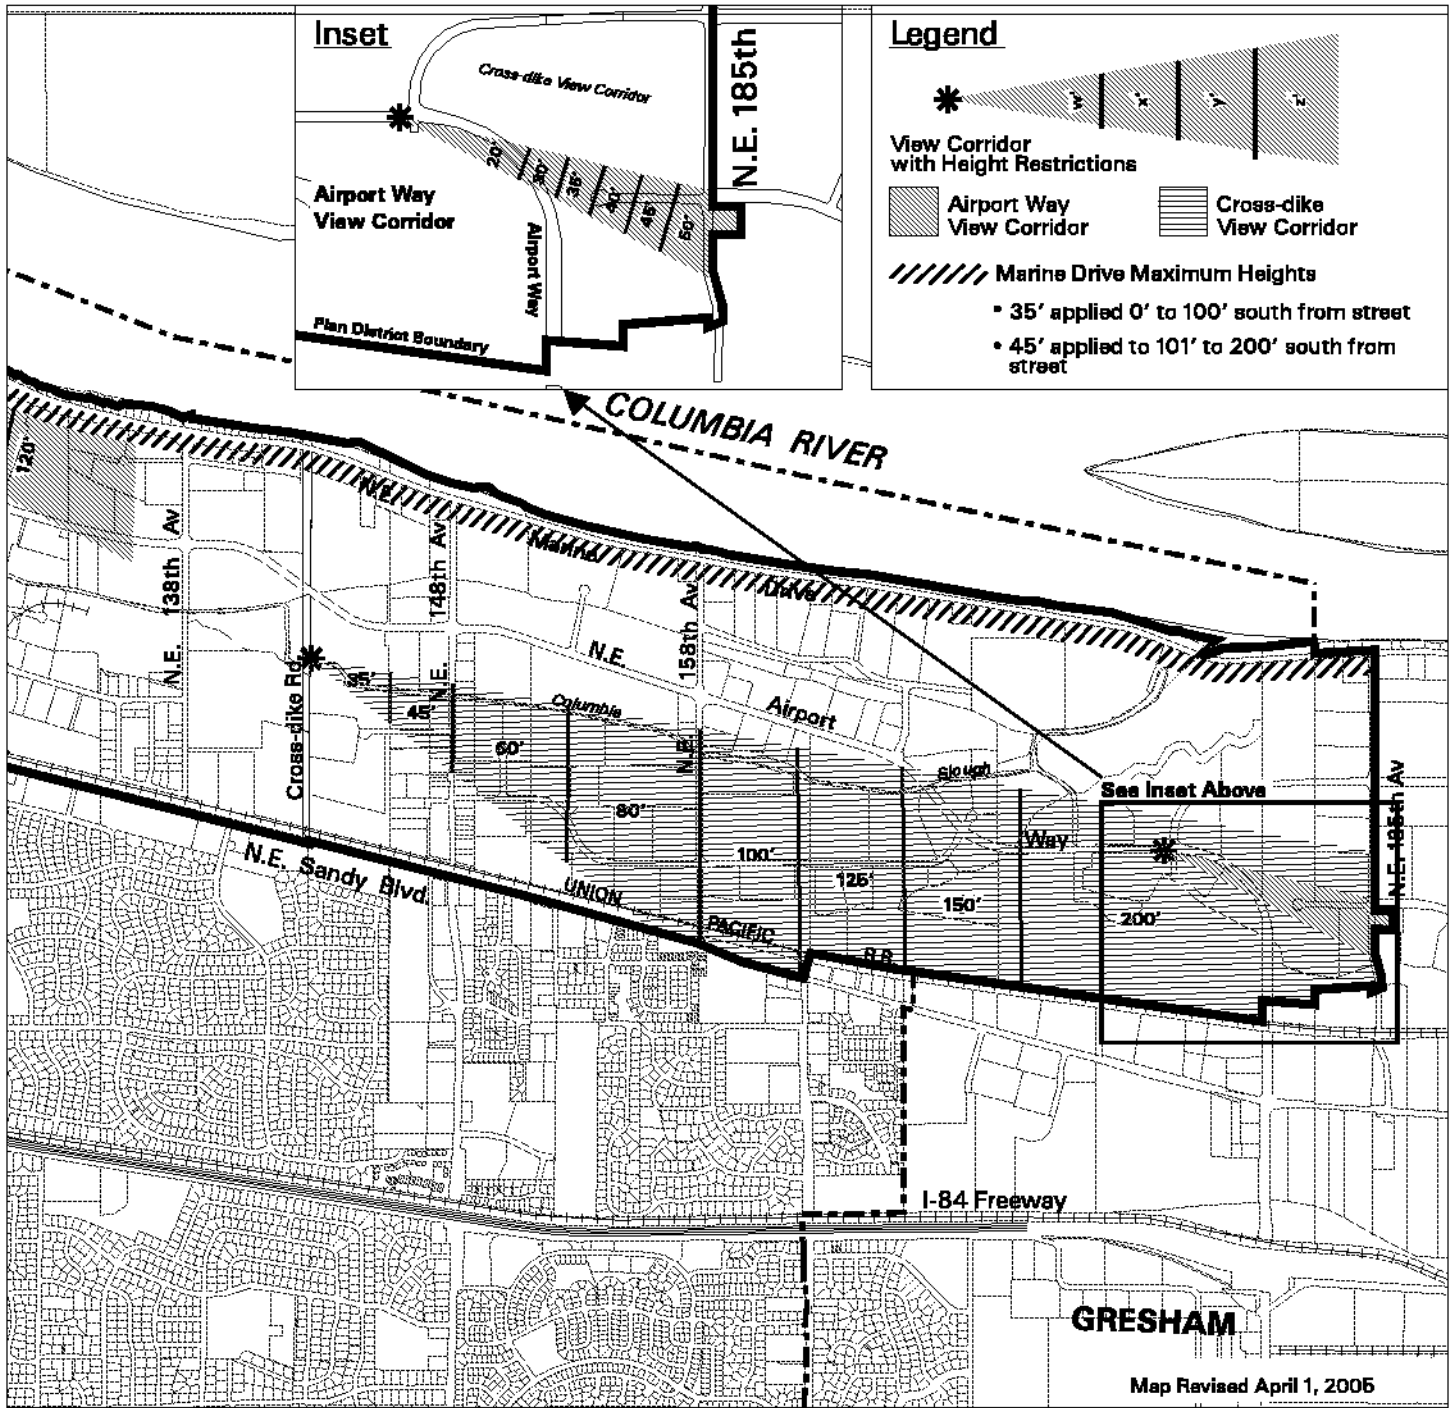 Inset
Cross-dike View Corridor
N.E. 185th
20'
30'
35'
40'
45'
50'
Airport Way
View Corridor
Airport Way
Plan District Boundary
Legend
w'
x'
y'
z'
View Corridor
with Height Restrictions
Airport Way
View Corridor
Cross-dike
View Corridor
Marine Drive Maximum Heights
• 35' applied 0' to 100' south from street
• 45' applied to 101' to 200' south from
street
COLUMBIA RIVER
120'
N.E.
Marine
Drive
N.E. 138th Av
N.E. 148th Av
N.E. 158th Av
N.E. 185th Av
Cross-dike Rd.
35'
45'
60'
80'
100'
125'
150'
200'
Columbia
Slough
N.E.
Airport
Way
See Inset Above
N.E. Sandy Blvd.
UNION
PACIFIC
R.R.
I-84 Freeway
GRESHAM
Map Revised April 1, 2005